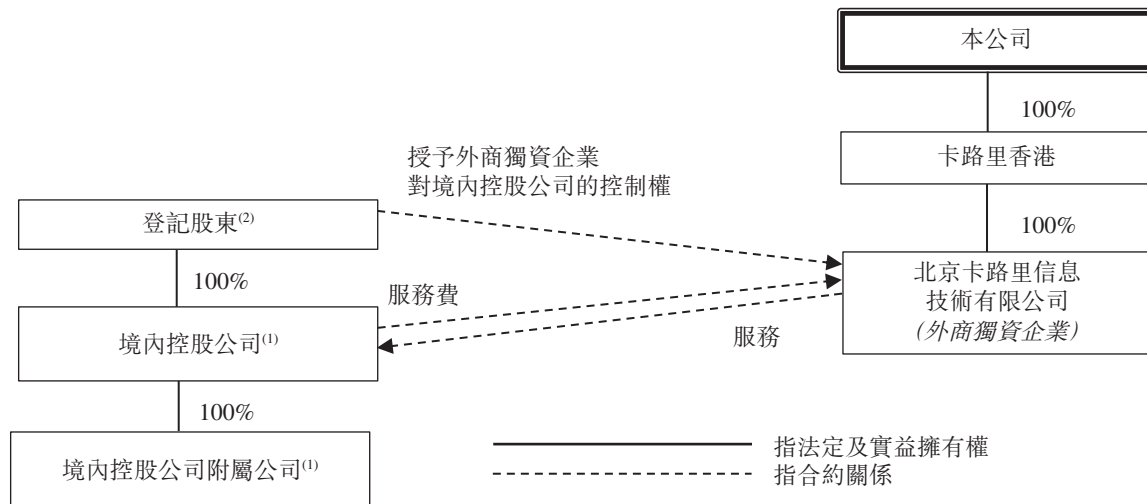 本公司
100%
卡路里香港
授予外商獨資企業
對境內控股公司的控制權
登記股東(2)
100%
100%
北京卡路里信息
技術有限公司
(外商獨資企業)
服務費
境內控股公司(1)
服務
100%
境內控股公司附屬公司(1)
指法定及實益擁有權
指合約關係